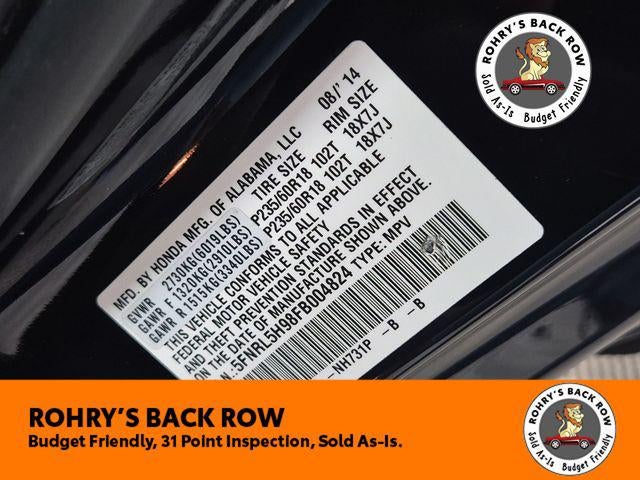 ROHRY'S BACK ROW
Sold As-Is Budget Friendly
MFD. BY HONDA MFG. OF ALABAMA, LLC 08/'14
GVWR 2730KG(6019LBS) TIRE SIZE RIM SIZE
GAWR F 1320KG(2910LBS) P235/60R18 102T 18X7J
GAWR R 1515KG(3340LBS) P235/60R18 102T 18X7J
THIS VEHICLE CONFORMS TO ALL APPLICABLE
FEDERAL MOTOR VEHICLE SAFETY
AND THEFT PREVENTION STANDARDS IN EFFECT
ON THE DATE OF MANUFACTURE SHOWN ABOVE.
N:5FNRL5H98FB004824 TYPE: MPV
NH731P -B -B
ROHRY'S BACK ROW
Budget Friendly, 31 Point Inspection, Sold As-Is.
ROHRY'S BACK ROW
Sold As-Is Budget Friendly